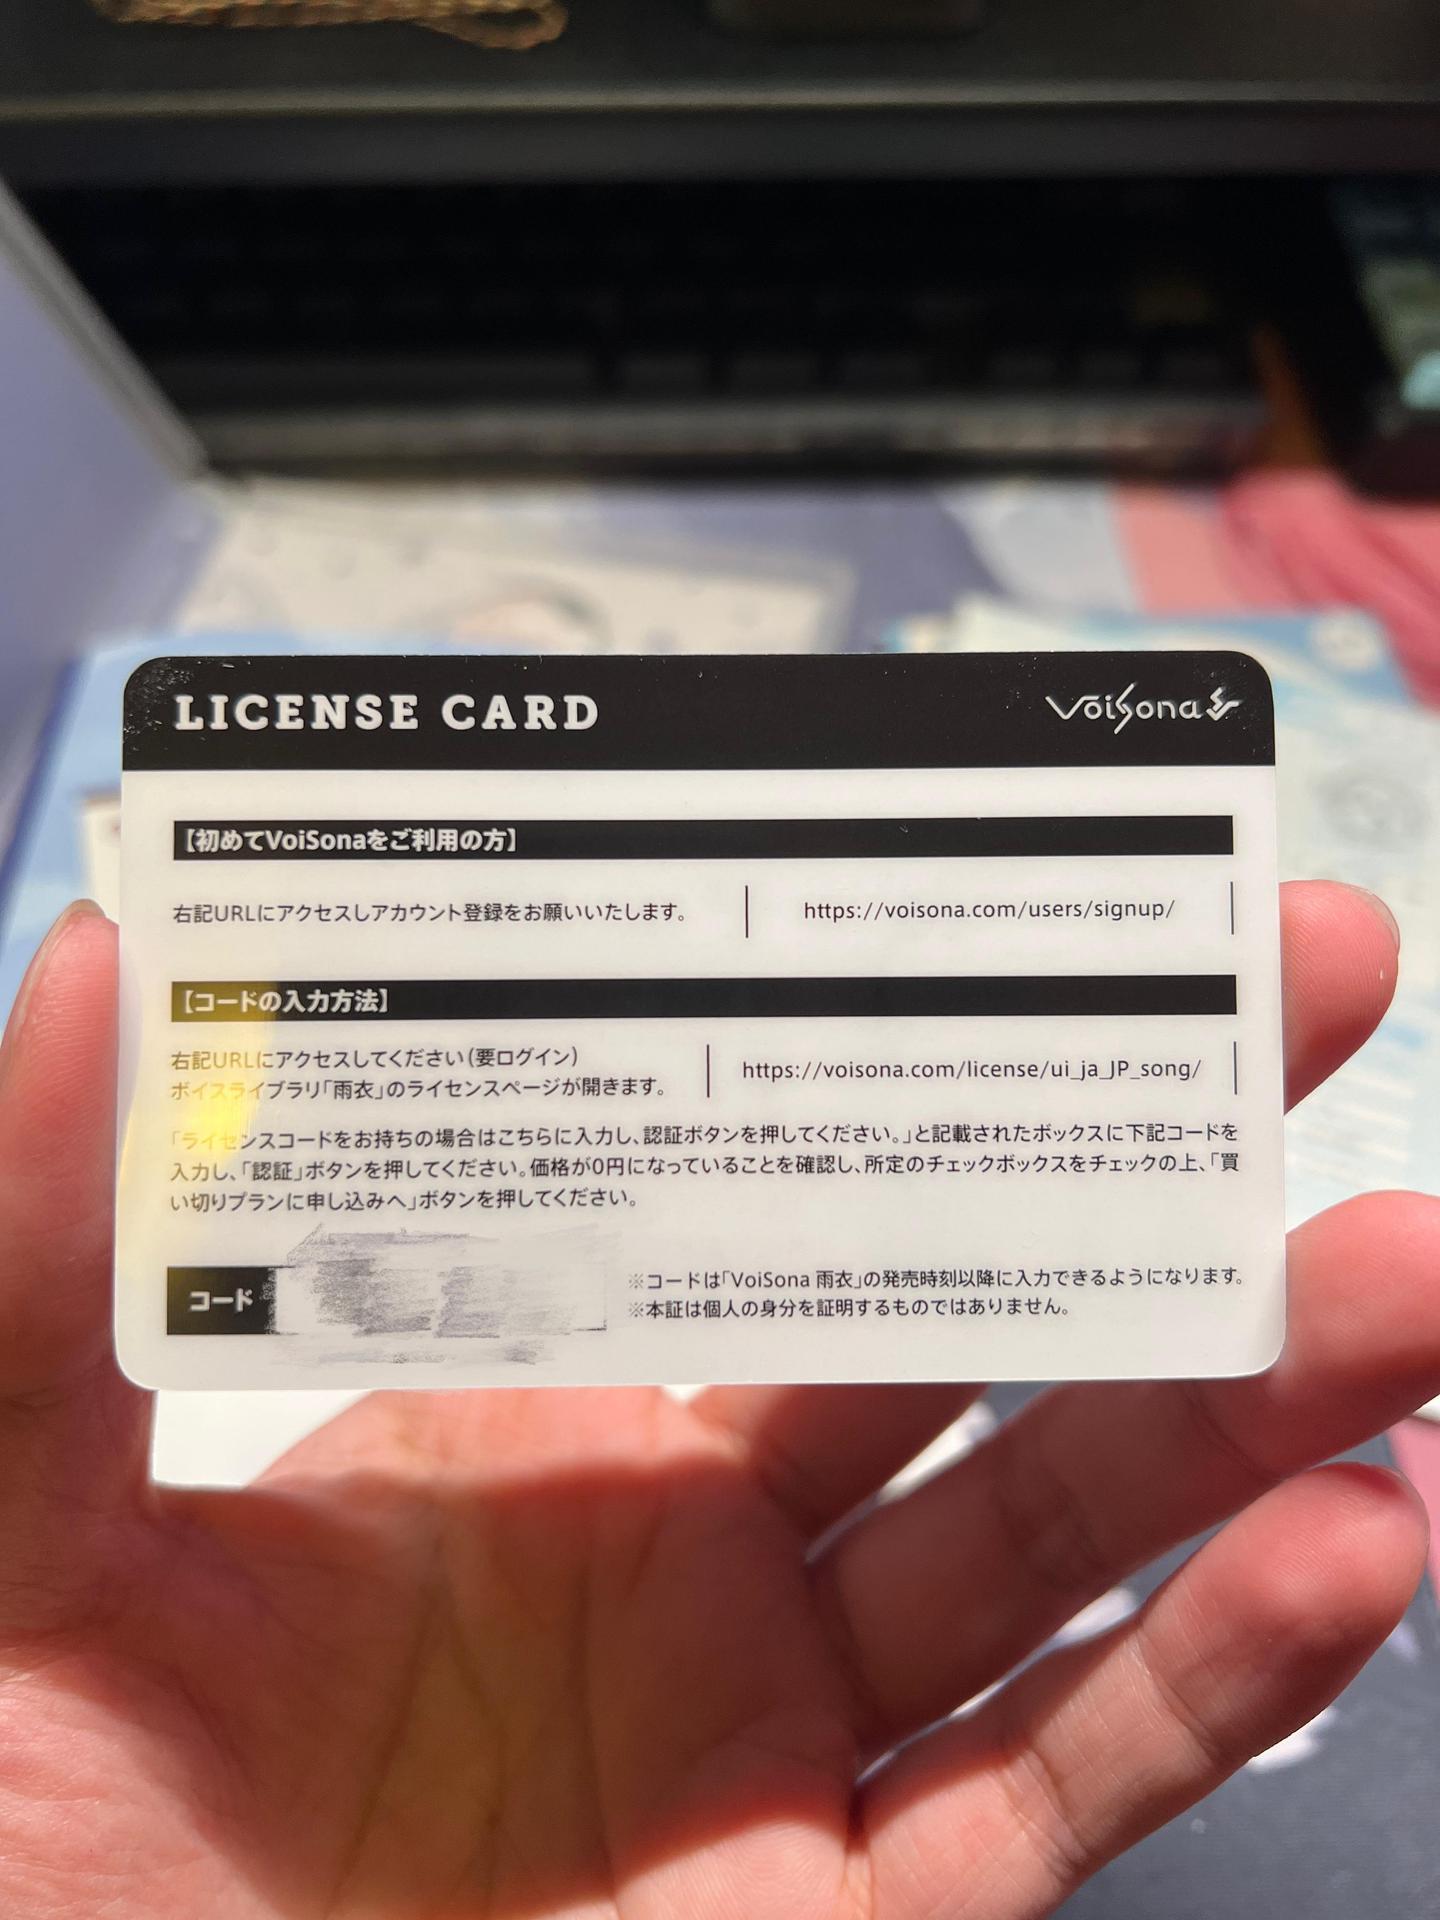 LICENSE CARD
VoiSona
【初めてVoiSonaをご利用の方】
右記URLにアクセスしアカウント登録をお願いいたします。
https://voisona.com/users/signup/
【コードの入力方法】
右記URLにアクセスしてください(要ログイン)
ボイスライブラリ「雨衣」のライセンスページが開きます。
https://voisona.com/license/ui_ja_JP_song/
「ライセンスコードをお持ちの場合はこちらに入力し、認証ボタンを押してください。」と記載されたボックスに下記コードを
入力し、「認証」ボタンを押してください。価格が0円になっていることを確認し、所定のチェックボックスをチェックの上、「買
い切りプランに申し込みへ」ボタンを押してください。
コード
※コードは「VoiSona 雨衣」の発売時刻以降に入力できるようになります。
※本証は個人の身分を証明するものではありません。